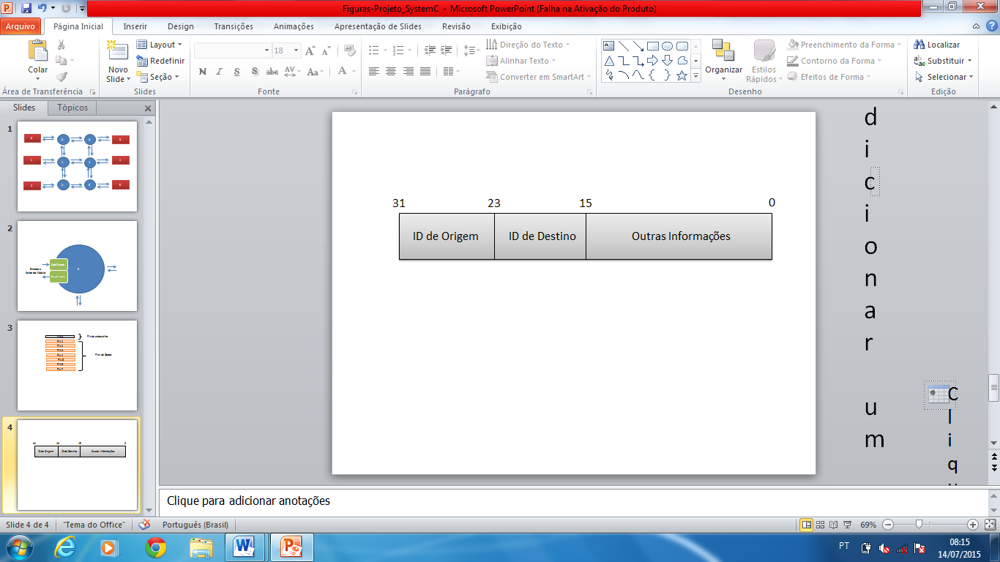 Figuras-Projeto_SystemC - Microsoft PowerPoint (Falha na Ativação do Produto)
Arquivo Página Inicial Inserir Design Transições Animações Apresentação de Slides Revisão Exibição
Colar
Novo Slide
Layout
Redefinir
Seção
18
N I S S abc AV Aa A
Direção do Texto
Alinhar Texto
Converter em SmartArt
Organizar
Estilos Rápidos
Preenchimento da Forma
Contorno da Forma
Efeitos de Forma
Localizar
Substituir
Selecionar
Área de Transferência Slides Fonte Parágrafo Desenho Edição
Slides Tópicos
1
2
3
4
31 23 15 0
ID de Origem ID de Destino Outras Informações
d
i
c
i
o
n
a
r
u
m
C
l
i
q
Clique para adicionar anotações
Slide 4 de 4 "Tema do Office" Português (Brasil) 69%
PT 08:15
14/07/2015